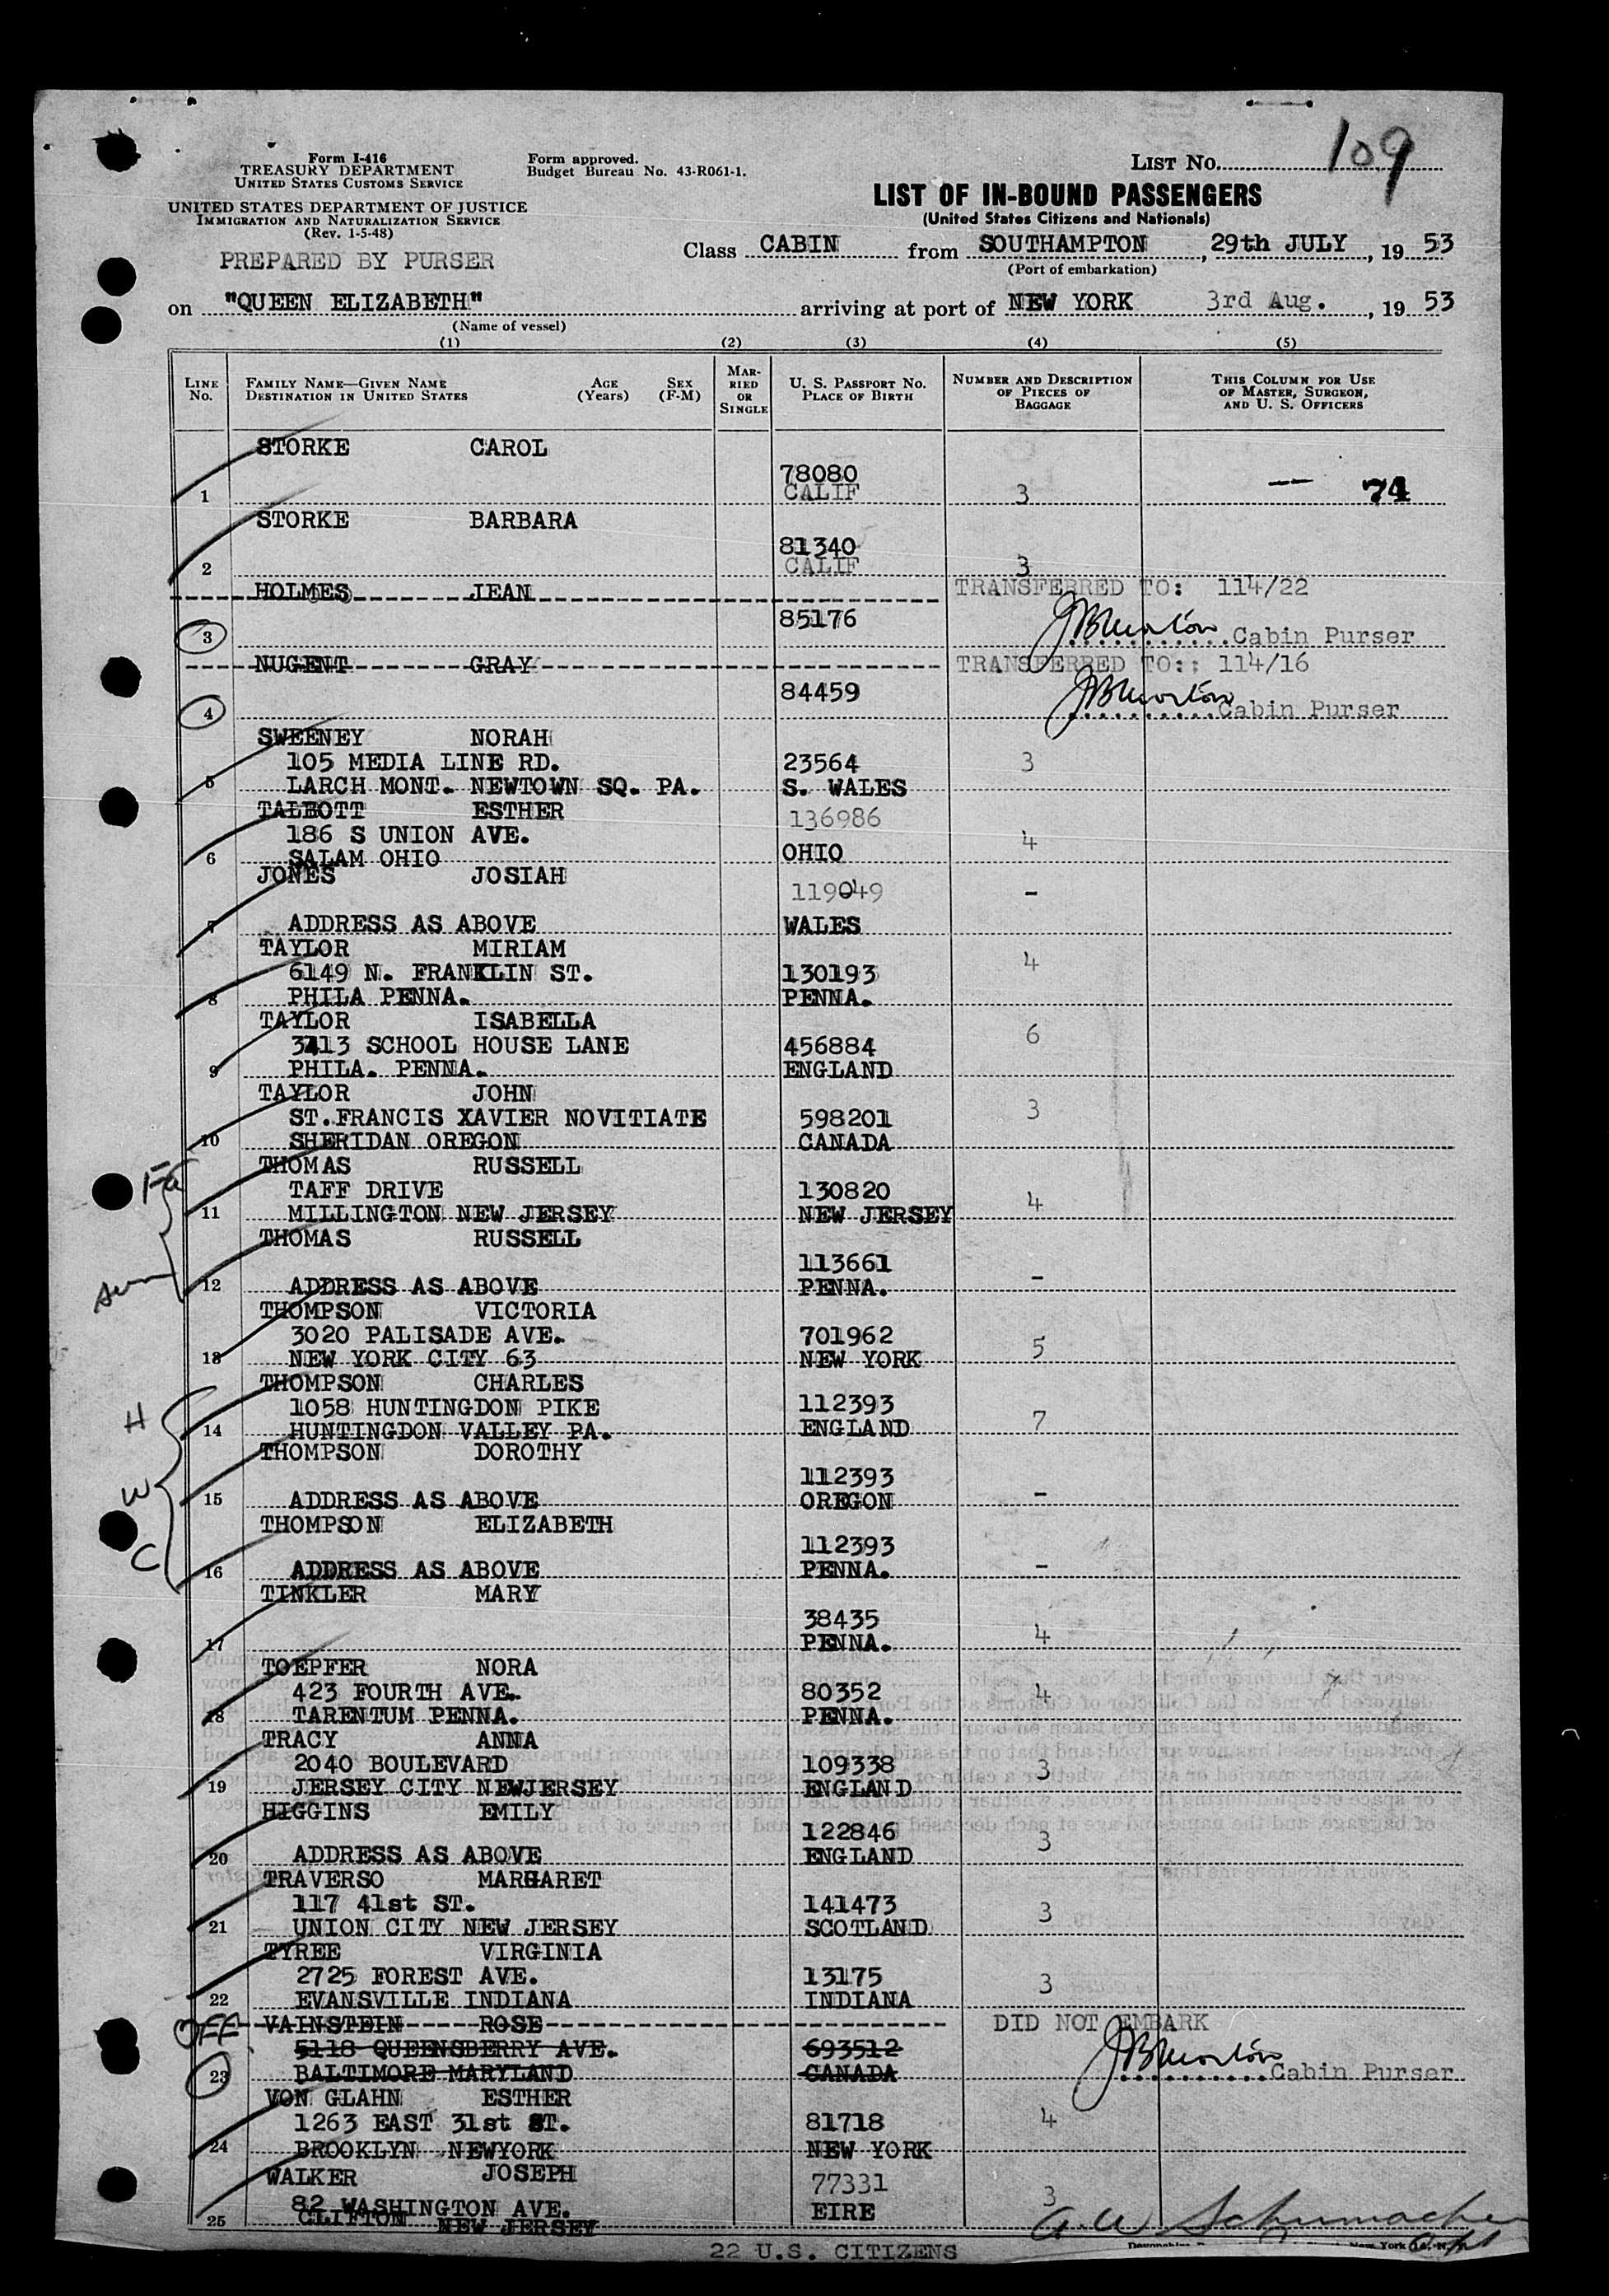 109
Form I-416
TREASURY DEPARTMENT
UNITED STATES CUSTOMS SERVICE
Form approved.
Budget Bureau No. 43-R061-1.
LIST No.
UNITED STATES DEPARTMENT OF JUSTICE
IMMIGRATION AND NATURALIZATION SERVICE
(Rev. 1-5-48)
LIST OF IN-BOUND PASSENGERS
(United States Citizens and Nationals)
PREPARED BY PURSER
Class CABIN from SOUTHAMPTON, 29th JULY, 19 53
(Port of embarkation)
on "QUEEN ELIZABETH" arriving at port of NEW YORK 3rd Aug., 19 53
(Name of vessel)
(1) (2) (3) (4) (5)
LINE No. FAMILY NAME—GIVEN NAME DESTINATION IN UNITED STATES AGE (Years) SEX (F-M) MARRIED OR SINGLE U. S. PASSPORT No. PLACE OF BIRTH NUMBER AND DESCRIPTION OF PIECES OF BAGGAGE THIS COLUMN FOR USE OF MASTER, SURGEON, AND U. S. OFFICERS
STORKE CAROL
78080
1 CALIF 3 -- 74
STORKE BARBARA
81340
2 CALIF 3
HOLMES JEAN TRANSFERRED TO: 114/22
85176
3 JBMorton Cabin Purser
NUGENT GRAY TRANSFERRED TO:: 114/16
84459
4 JBMorton Cabin Purser
SWEENEY NORAH
105 MEDIA LINE RD. 23564 3
5 LARCH MONT. NEWTOWN SQ. PA. S. WALES
TALBOTT ESTHER 136986
186 S UNION AVE. 4
6 SALAM OHIO OHIO
JONES JOSIAH
119049 -
7 ADDRESS AS ABOVE WALES
TAYLOR MIRIAM
6149 N. FRANKLIN ST. 130193 4
8 PHILA PENNA. PENNA.
TAYLOR ISABELLA
3413 SCHOOL HOUSE LANE 456884 6
9 PHILA. PENNA. ENGLAND
TAYLOR JOHN
ST.FRANCIS XAVIER NOVITIATE 598201 3
10 SHERIDAN OREGON CANADA
Fa THOMAS RUSSELL
TAFF DRIVE 130820
11 MILLINGTON NEW JERSEY NEW JERSEY 4
THOMAS RUSSELL
113661
son 12 ADDRESS AS ABOVE PENNA. -
THOMPSON VICTORIA
3020 PALISADE AVE. 701962
13 NEW YORK CITY 63 NEW YORK 5
THOMPSON CHARLES
H 1058 HUNTINGDON PIKE 112393
14 HUNTINGDON VALLEY PA. ENGLAND 7
THOMPSON DOROTHY
112393
W 15 ADDRESS AS ABOVE OREGON -
THOMPSON ELIZABETH
C 112393
16 ADDRESS AS ABOVE PENNA. -
TINKLER MARY
38435
17 PENNA. 4
TOEPFER NORA
423 FOURTH AVE. 80352 4
18 TARENTUM PENNA. PENNA.
TRACY ANNA
2040 BOULEVARD 109338 3
19 JERSEY CITY NEWJERSEY ENGLAND
HIGGINS EMILY
122846 3
20 ADDRESS AS ABOVE ENGLAND
TRAVERSO MARGARET
117 41st ST. 141473 3
21 UNION CITY NEW JERSEY SCOTLAND
TYREE VIRGINIA
2725 FOREST AVE. 13175 3
22 EVANSVILLE INDIANA INDIANA
OFF VAINSTEIN ROSE DID NOT EMBARK
5118 QUEENSBERRY AVE. 693512
23 BALTIMORE MARYLAND CANADA JBMorton Cabin Purser
VON GLAHN ESTHER
1263 EAST 31st ST. 81718 4
24 BROOKLYN NEWYORK NEW YORK
WALKER JOSEPH 77331
82 WASHINGTON AVE. 3
25 CLIFTON NEW JERSEY EIRE
G.W. Schumacher
22 U.S. CITIZENS